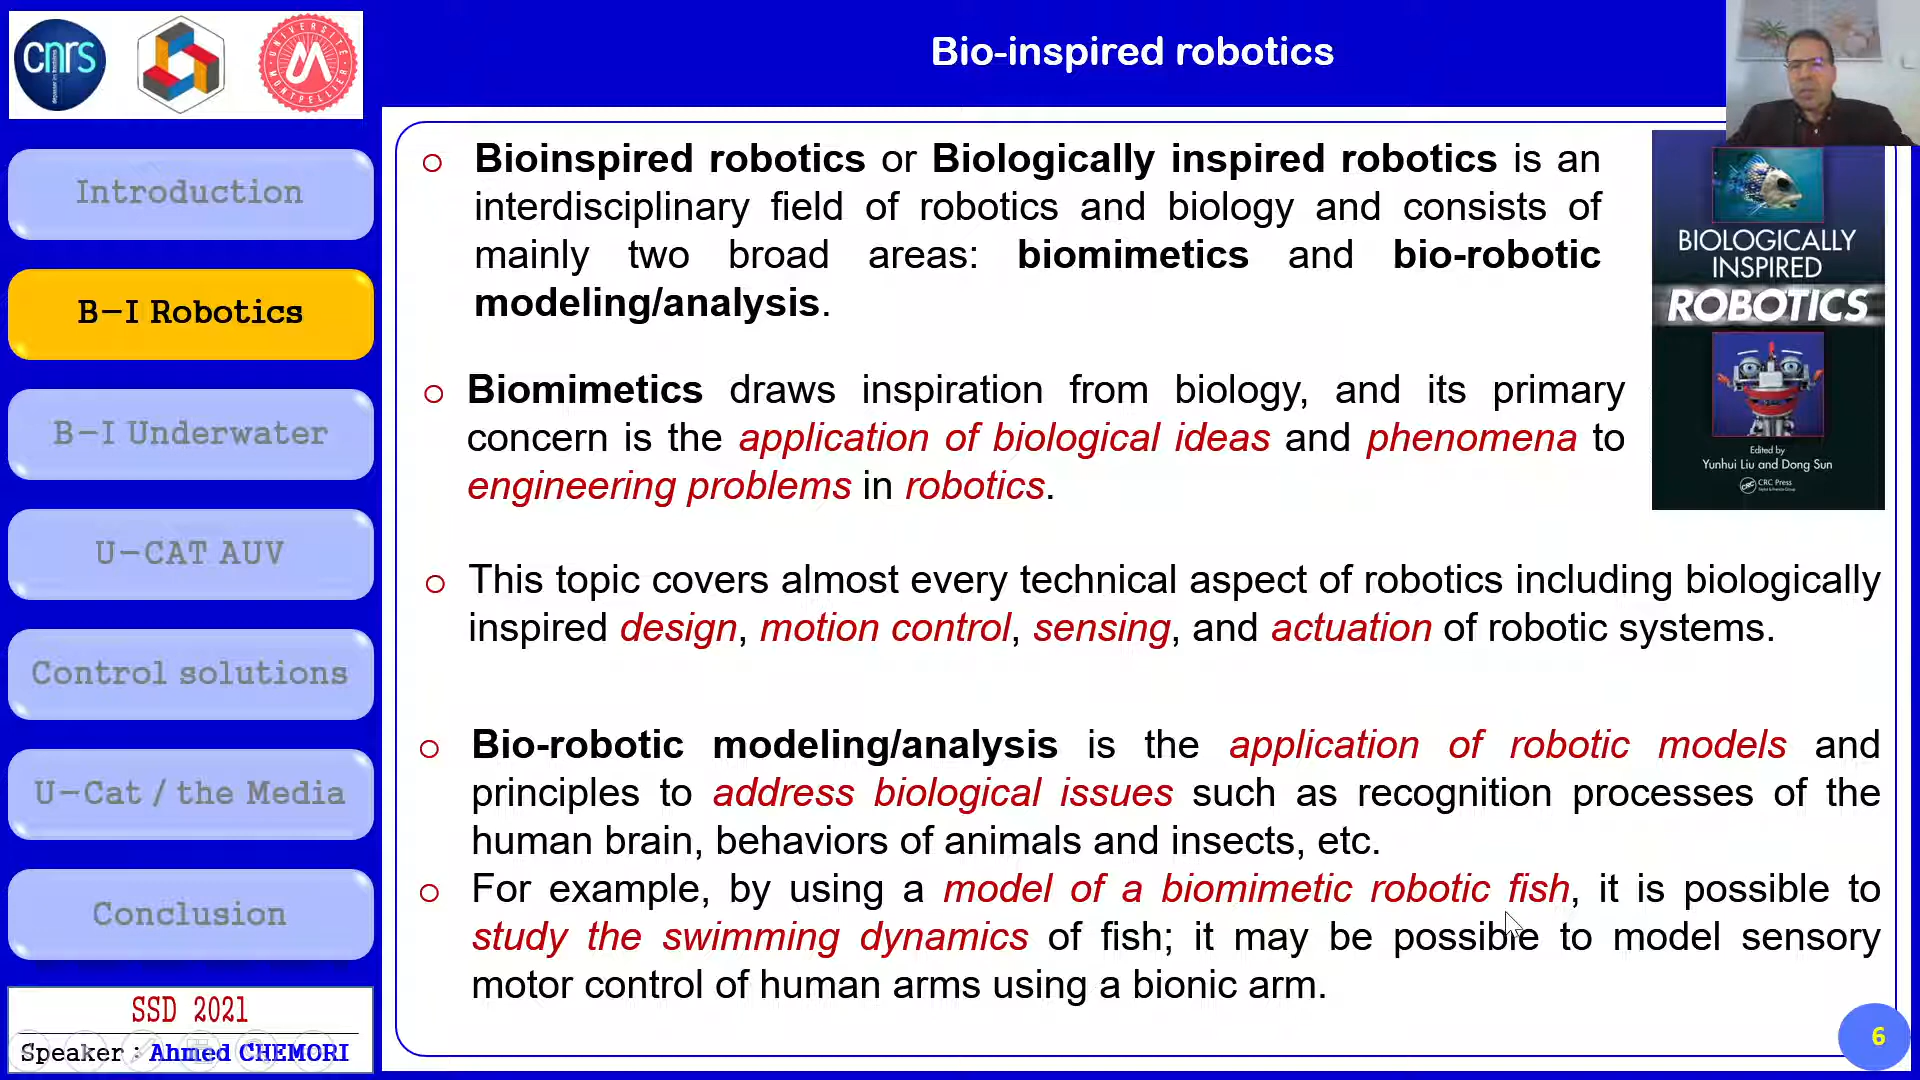 Bio-inspired robotics
cnrs
UNIVERSITÉ
MONTPELLIER
Introduction
B-I Robotics
B-I Underwater
U-CAT AUV
Control solutions
U-Cat / the Media
Conclusion
SSD 2021
Speaker : Ahmed CHEMORI
Bioinspired robotics or Biologically inspired robotics is an
interdisciplinary field of robotics and biology and consists of
mainly two broad areas: biomimetics and bio-robotic
modeling/analysis.
Biomimetics draws inspiration from biology, and its primary
concern is the application of biological ideas and phenomena to
engineering problems in robotics.
This topic covers almost every technical aspect of robotics including biologically
inspired design, motion control, sensing, and actuation of robotic systems.
Bio-robotic modeling/analysis is the application of robotic models and
principles to address biological issues such as recognition processes of the
human brain, behaviors of animals and insects, etc.
For example, by using a model of a biomimetic robotic fish, it is possible to
study the swimming dynamics of fish; it may be possible to model sensory
motor control of human arms using a bionic arm.
BIOLOGICALLY
INSPIRED
ROBOTICS
Edited by
Yunhui Liu and Dong Sun
CRC Press
6